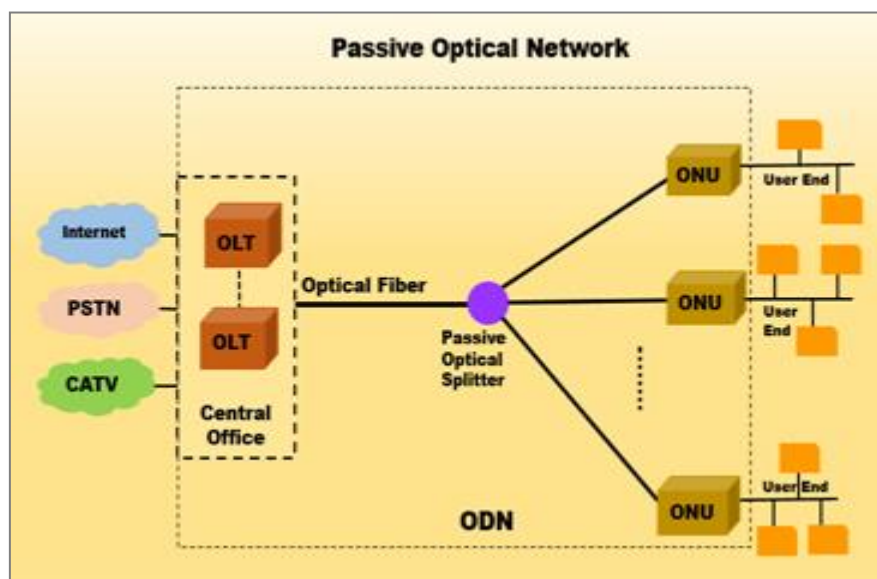 Passive Optical Network
Internet
PSTN
CATV
OLT
OLT
Central
Office
Optical Fiber
Passive
Optical
Splitter
ONU
User End
ONU
User
End
ONU
User End
ODN